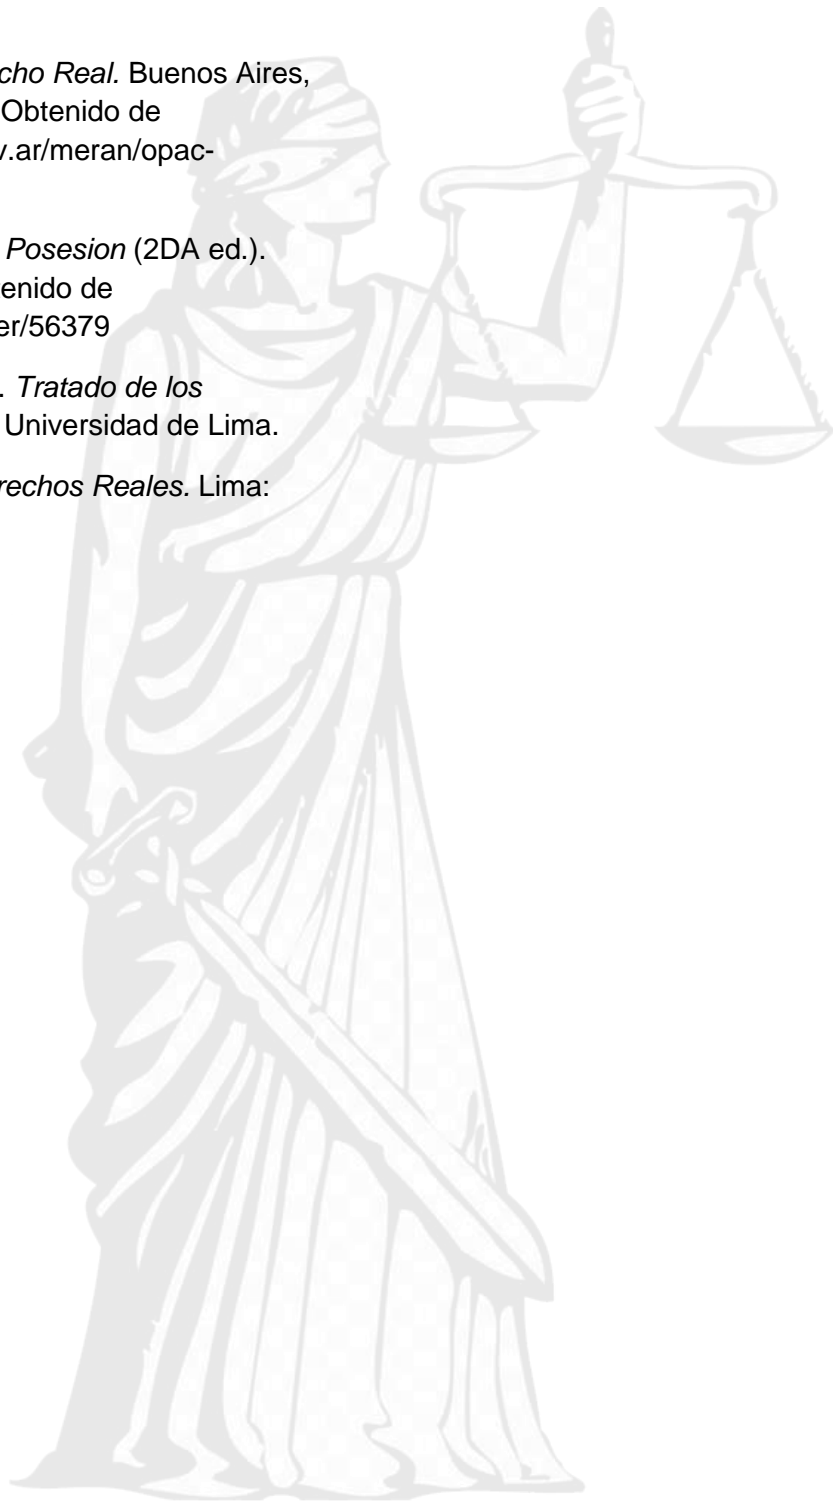 cho Real. Buenos Aires,
Obtenido de
v.ar/meran/opac-
Posesion (2DA ed.).
enido de
er/56379
. Tratado de los
Universidad de Lima.
rechos Reales. Lima: